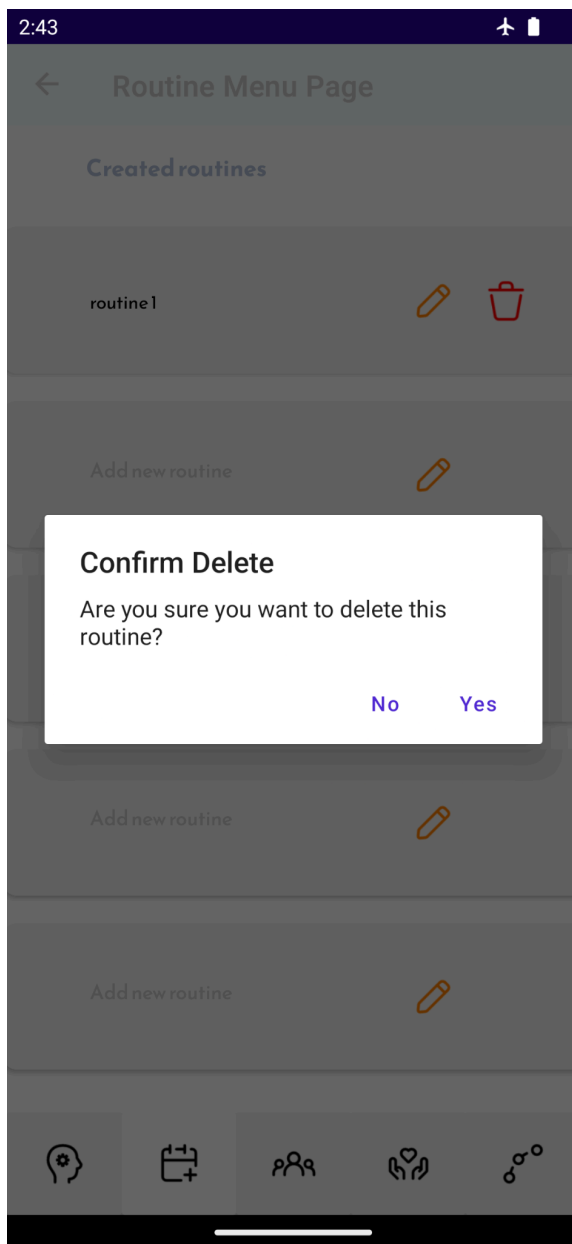 2:43
Routine Menu Page
Created routines
routine1
Add new routine
Confirm Delete
Are you sure you want to delete this
routine?
No Yes
Add new routine
Add new routine